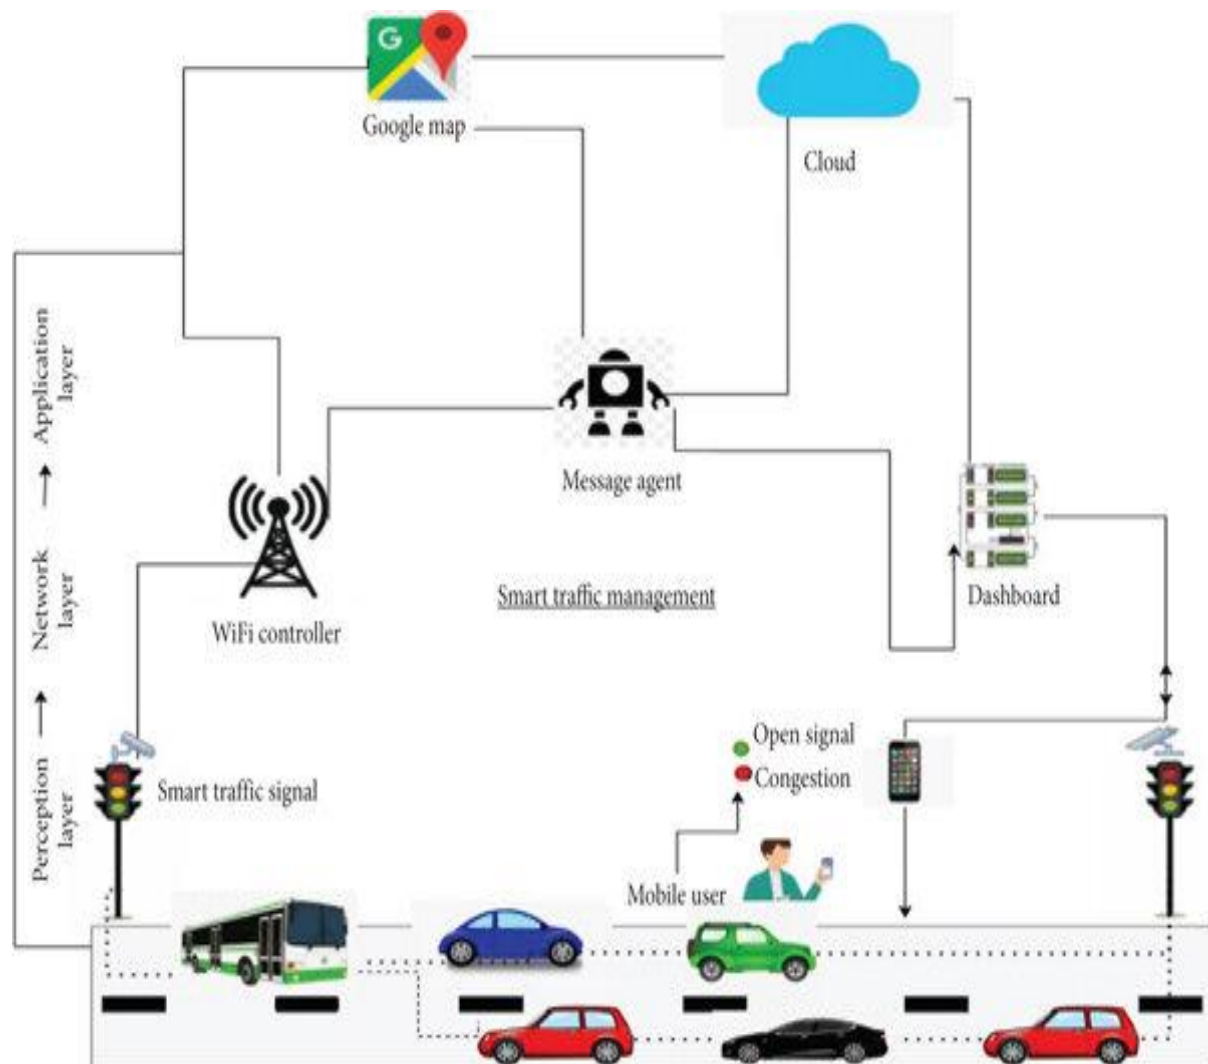 G
Google map
Cloud
Application
layer
Message agent
Network
layer
Smart traffic management
Dashboard
WiFi controller
Open signal
Congestion
Smart traffic signal
Perception
layer
Mobile user